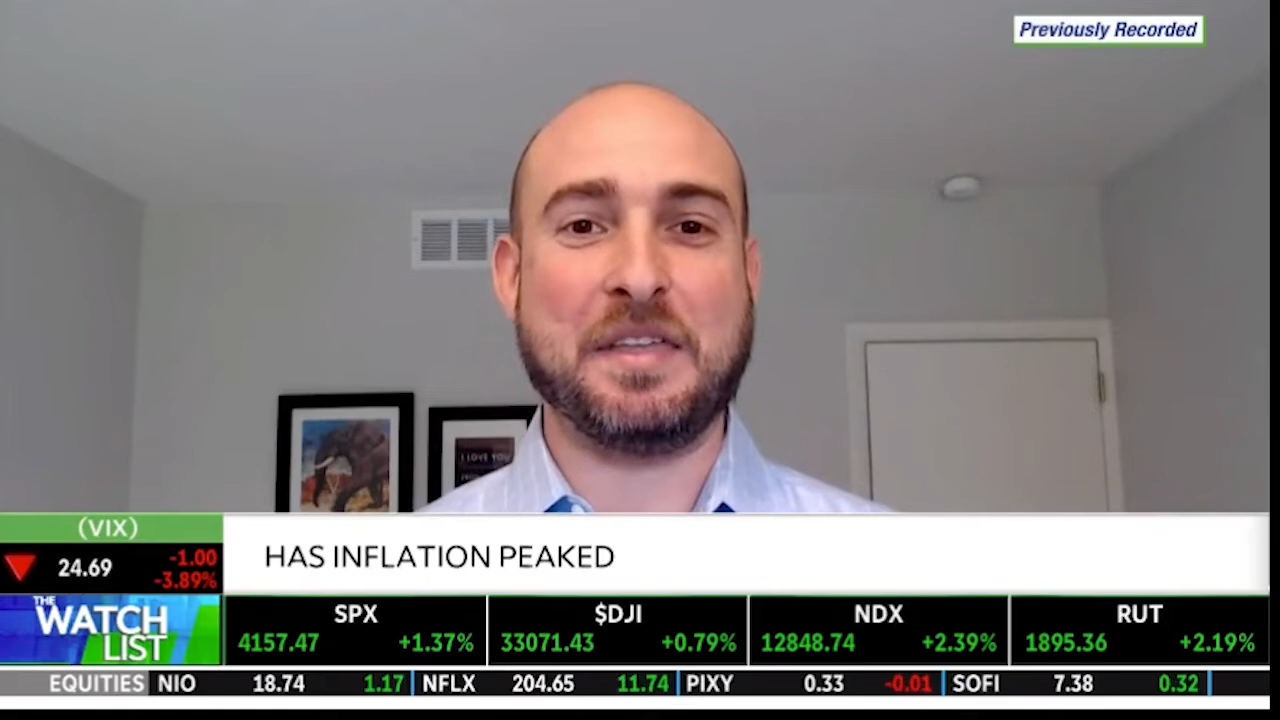 Previously Recorded
I LOVE YOU
(VIX)
24.69
-1.00
-3.89%
HAS INFLATION PEAKED
THE
WATCH
LIST
SPX
4157.47 +1.37%
$DJI
33071.43 +0.79%
NDX
12848.74 +2.39%
RUT
1895.36 +2.19%
EQUITIES NIO 18.74 1.17 NFLX 204.65 11.74 PIXY 0.33 -0.01 SOFI 7.38 0.32